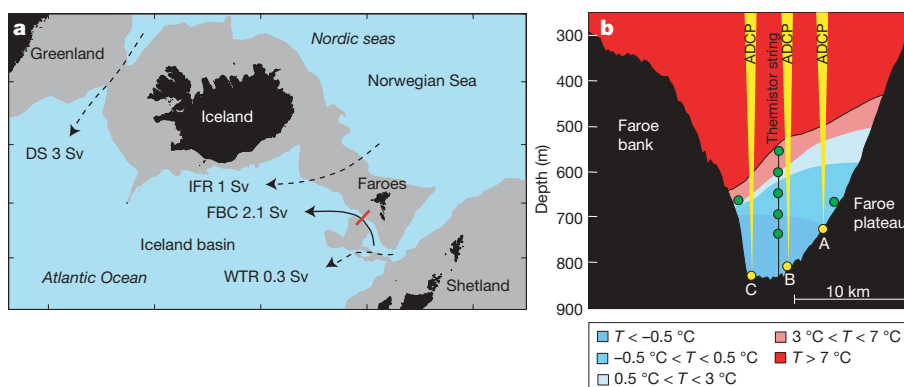 a
Greenland
Nordic seas
Norwegian Sea
Iceland
DS 3 Sv
IFR 1 Sv
Faroes
FBC 2.1 Sv
Iceland basin
WTR 0.3 Sv
Atlantic Ocean
Shetland
b
300
400
500
600
700
800
900
Depth (m)
ADCP
ADCP
ADCP
Thermistor string
Faroe
bank
Faroe
plateau
A
B
C
10 km
T < –0.5 °C
–0.5 °C < T < 0.5 °C
0.5 °C < T < 3 °C
3 °C < T < 7 °C
T > 7 °C